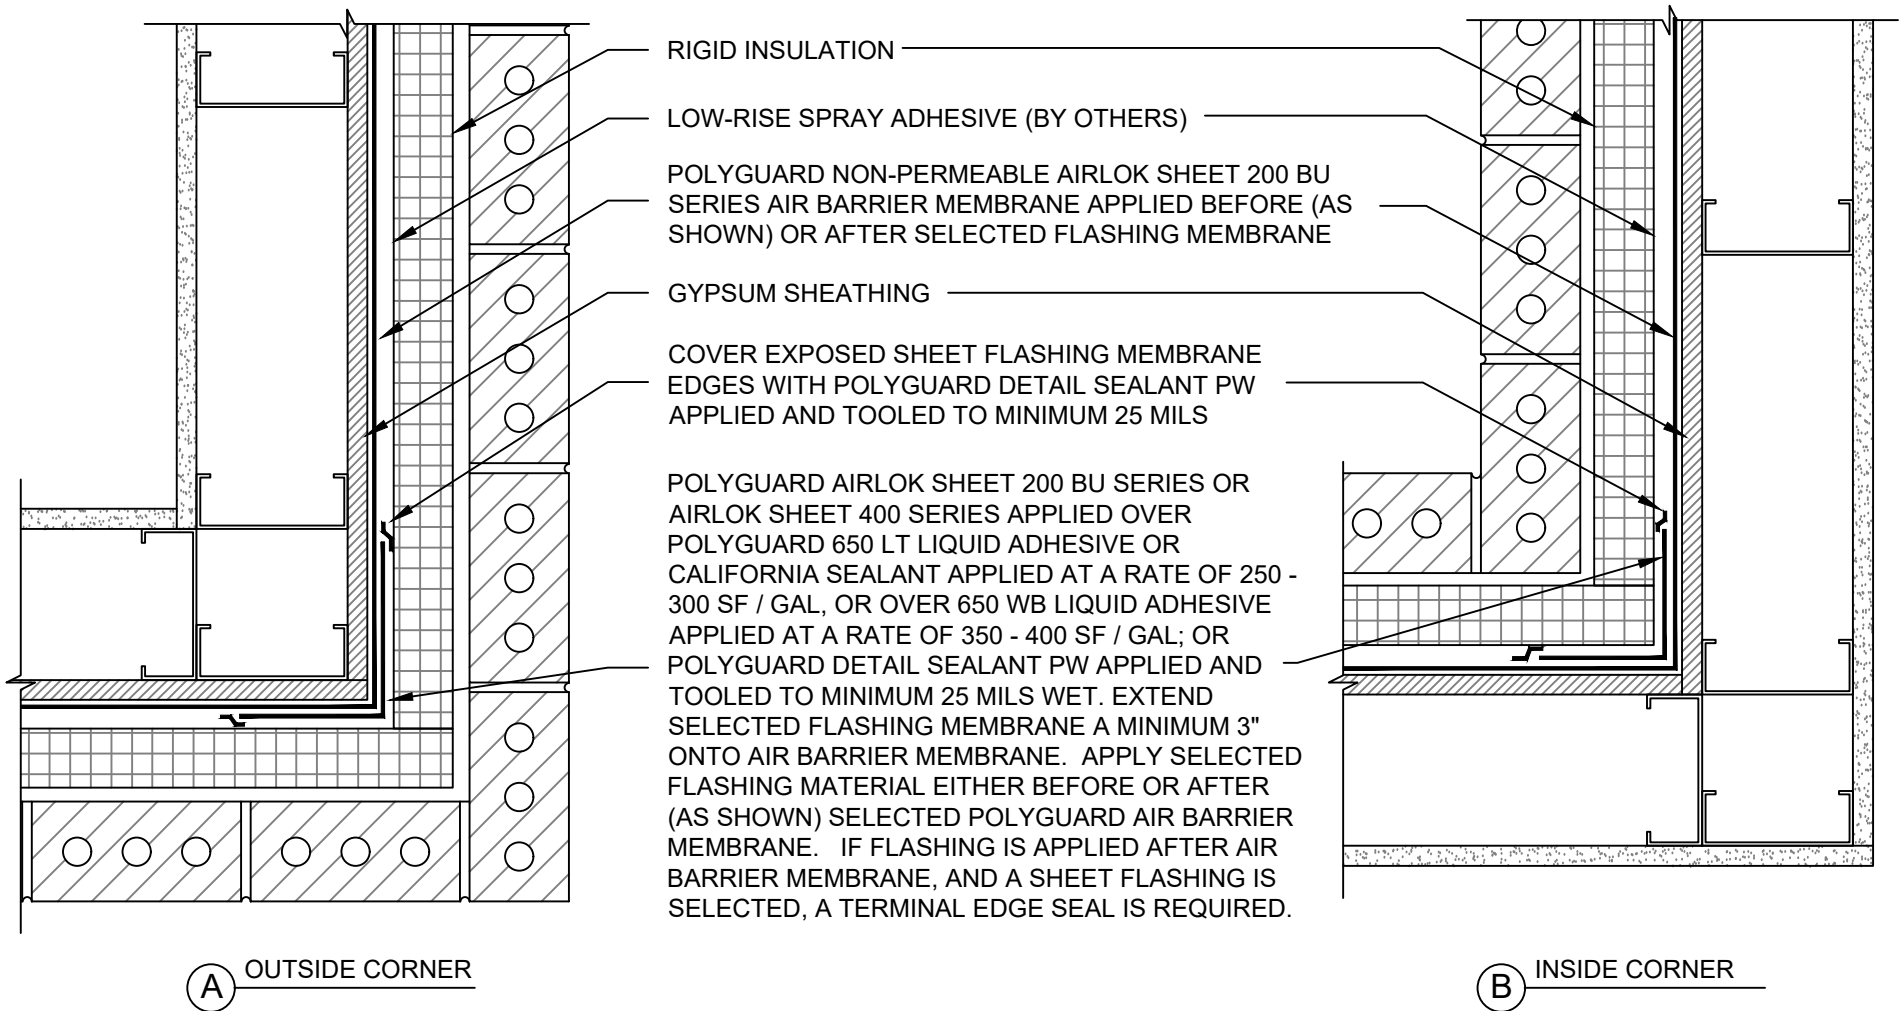 RIGID INSULATION
LOW-RISE SPRAY ADHESIVE (BY OTHERS)
POLYGUARD NON-PERMEABLE AIRLOK SHEET 200 BU
SERIES AIR BARRIER MEMBRANE APPLIED BEFORE (AS
SHOWN) OR AFTER SELECTED FLASHING MEMBRANE
GYPSUM SHEATHING
COVER EXPOSED SHEET FLASHING MEMBRANE
EDGES WITH POLYGUARD DETAIL SEALANT PW
APPLIED AND TOOLED TO MINIMUM 25 MILS
POLYGUARD AIRLOK SHEET 200 BU SERIES OR
AIRLOK SHEET 400 SERIES APPLIED OVER
POLYGUARD 650 LT LIQUID ADHESIVE OR
CALIFORNIA SEALANT APPLIED AT A RATE OF 250 -
300 SF / GAL, OR OVER 650 WB LIQUID ADHESIVE
APPLIED AT A RATE OF 350 - 400 SF / GAL; OR
POLYGUARD DETAIL SEALANT PW APPLIED AND
TOOLED TO MINIMUM 25 MILS WET. EXTEND
SELECTED FLASHING MEMBRANE A MINIMUM 3"
ONTO AIR BARRIER MEMBRANE. APPLY SELECTED
FLASHING MATERIAL EITHER BEFORE OR AFTER
(AS SHOWN) SELECTED POLYGUARD AIR BARRIER
MEMBRANE. IF FLASHING IS APPLIED AFTER AIR
BARRIER MEMBRANE, AND A SHEET FLASHING IS
SELECTED, A TERMINAL EDGE SEAL IS REQUIRED.
A OUTSIDE CORNER
B INSIDE CORNER